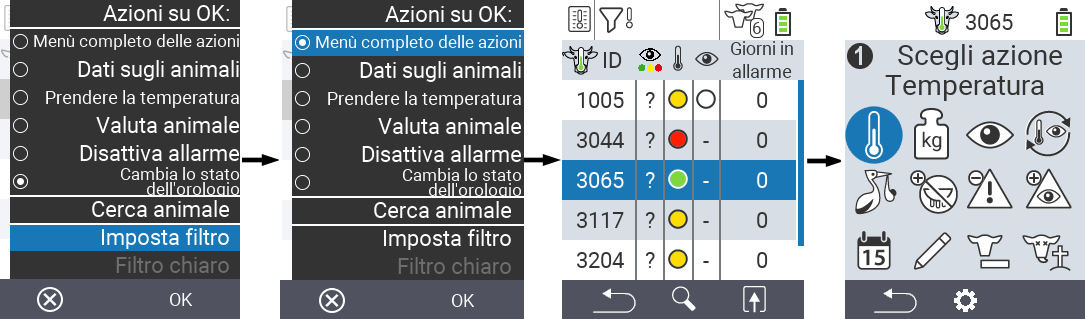 Azioni su OK:
Menù completo delle azioni
Dati sugli animali
Prendere la temperatura
Valuta animale
Disattiva allarme
Cambia lo stato
dell'orologio
Cerca animale
Imposta filtro
Filtro chiaro
OK
Azioni su OK:
Menù completo delle azioni
Dati sugli animali
Prendere la temperatura
Valuta animale
Disattiva allarme
Cambia lo stato
dell'orologio
Cerca animale
Imposta filtro
Filtro chiaro
OK
6
ID Giorni in
allarme
1005 ? 0
3044 ? - 0
3065 ? - 0
3117 ? - 0
3204 ? - 0
3065
1 Scegli azione
Temperatura
kg
15